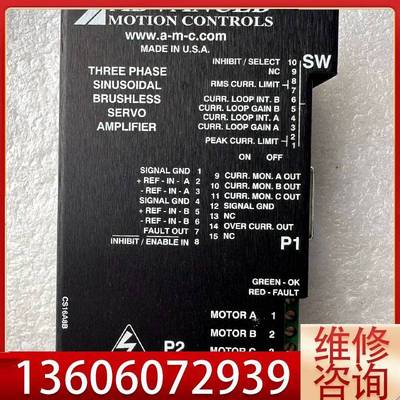 ADVANCED
MOTION CONTROLS
www.a-m-c.com
MADE IN U.S.A.
THREE PHASE
SINUSOIDAL
BRUSHLESS
SERVO
AMPLIFIER
SW
INHIBIT / SELECT 10
NC 9
8
RMS CURR. LIMIT 7
CURR. LOOP INT. B 6
CURR. LOOP GAIN B 5
CURR. LOOP INT. A 4
CURR. LOOP GAIN A 3
2
PEAK CURR. LIMIT 1
ON OFF
SIGNAL GND 1
+ REF - IN - A 2
- REF - IN - A 3
SIGNAL GND 4
+ REF - IN - B 5
- REF - IN - B 6
FAULT OUT 7
INHIBIT / ENABLE IN 8
9 CURR. MON. A OUT
10 CURR. MON. B OUT
11 CURR. MON. C OUT
12 SIGNAL GND
13 NC
14 OVER CURR. OUT
15 NC
P1
GREEN - OK
RED - FAULT
CS16A8B
MOTOR A 1
MOTOR B 2
P2
维修
咨询
13606072939